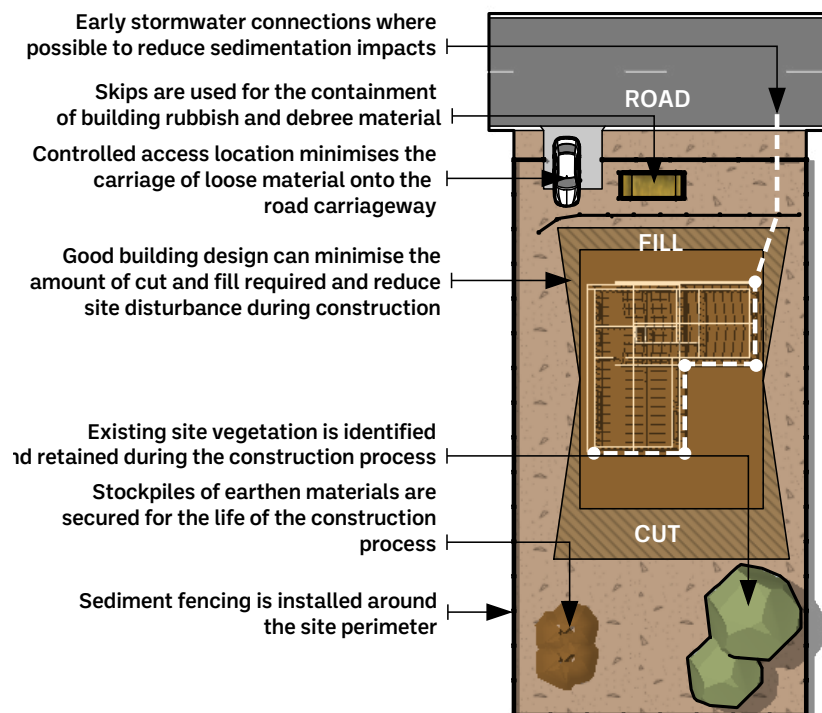 Early stormwater connections where
possible to reduce sedimentation impacts
Skips are used for the containment
of building rubbish and debree material
Controlled access location minimises the
carriage of loose material onto the
road carriageway
Good building design can minimise the
amount of cut and fill required and reduce
site disturbance during construction
Existing site vegetation is identified
nd retained during the construction process
Stockpiles of earthen materials are
secured for the life of the construction
process
Sediment fencing is installed around
the site perimeter
ROAD
FILL
CUT